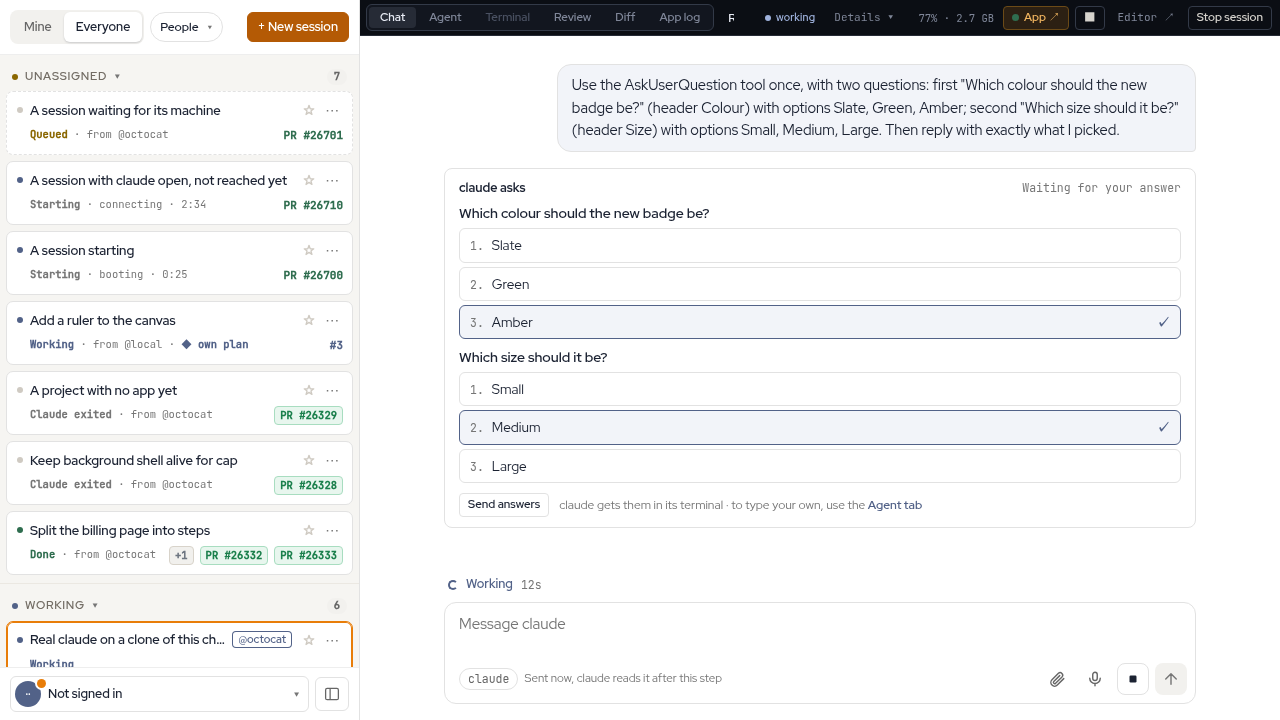 Mine Everyone People ▾ + New session
UNASSIGNED ▾ 7
A session waiting for its machine
Queued · from @octocat PR #26701
A session with claude open, not reached yet
Starting · connecting · 2:34 PR #26710
A session starting
Starting · booting · 0:25 PR #26700
Add a ruler to the canvas
Working · from @local · ◆ own plan #3
A project with no app yet
Claude exited · from @octocat PR #26329
Keep background shell alive for cap
Claude exited · from @octocat PR #26328
Split the billing page into steps
Done · from @octocat +1 PR #26332 PR #26333
WORKING ▾ 6
Real claude on a clone of this ch... @octocat
Working
Not signed in
Chat Agent Terminal Review Diff App log R working Details ▾ 77% · 2.7 GB App ↗ Editor ↗ Stop session
Use the AskUserQuestion tool once, with two questions: first "Which colour should the new
badge be?" (header Colour) with options Slate, Green, Amber; second "Which size should it be?"
(header Size) with options Small, Medium, Large. Then reply with exactly what I picked.
claude asks Waiting for your answer
Which colour should the new badge be?
1. Slate
2. Green
3. Amber ✓
Which size should it be?
1. Small
2. Medium ✓
3. Large
Send answers claude gets them in its terminal · to type your own, use the Agent tab
Working 12s
Message claude
claude Sent now, claude reads it after this step